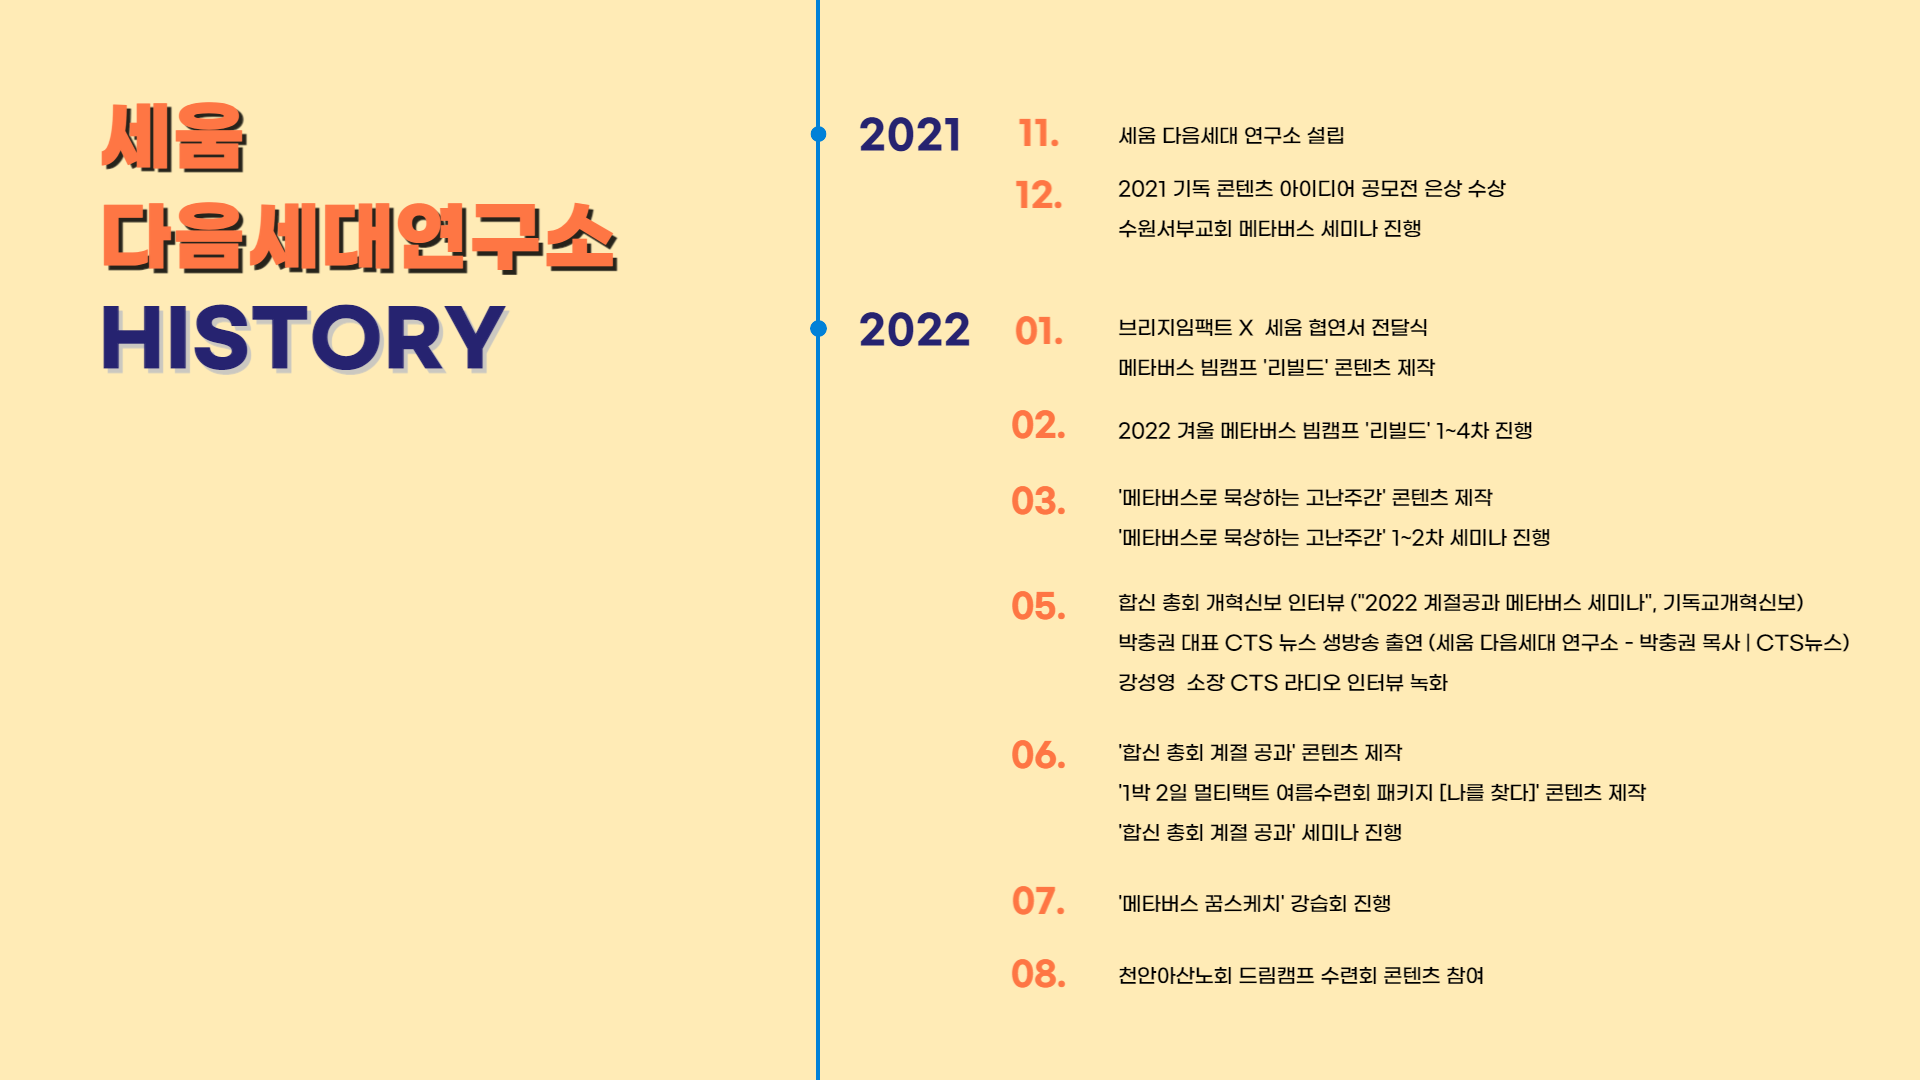 세움
다음세대연구소
HISTORY
2021
11.
세움 다음세대 연구소 설립
12.
2021 기독 콘텐츠 아이디어 공모전 은상 수상
수원서부교회 메타버스 세미나 진행
2022
01.
브리지임팩트 X 세움 협연서 전달식
메타버스 빔캠프 '리빌드' 콘텐츠 제작
02.
2022 겨울 메타버스 빔캠프 '리빌드' 1~4차 진행
03.
'메타버스로 묵상하는 고난주간' 콘텐츠 제작
'메타버스로 묵상하는 고난주간' 1~2차 세미나 진행
05.
합신 총회 개혁신보 인터뷰 ("2022 계절공과 메타버스 세미나", 기독교개혁신보)
박충권 대표 CTS 뉴스 생방송 출연 (세움 다음세대 연구소 - 박충권 목사 | CTS뉴스)
강성영 소장 CTS 라디오 인터뷰 녹화
06.
'합신 총회 계절 공과' 콘텐츠 제작
'1박 2일 멀티택트 여름수련회 패키지 [나를 찾다]' 콘텐츠 제작
'합신 총회 계절 공과' 세미나 진행
07.
'메타버스 꿈스케치' 강습회 진행
08.
천안아산노회 드림캠프 수련회 콘텐츠 참여